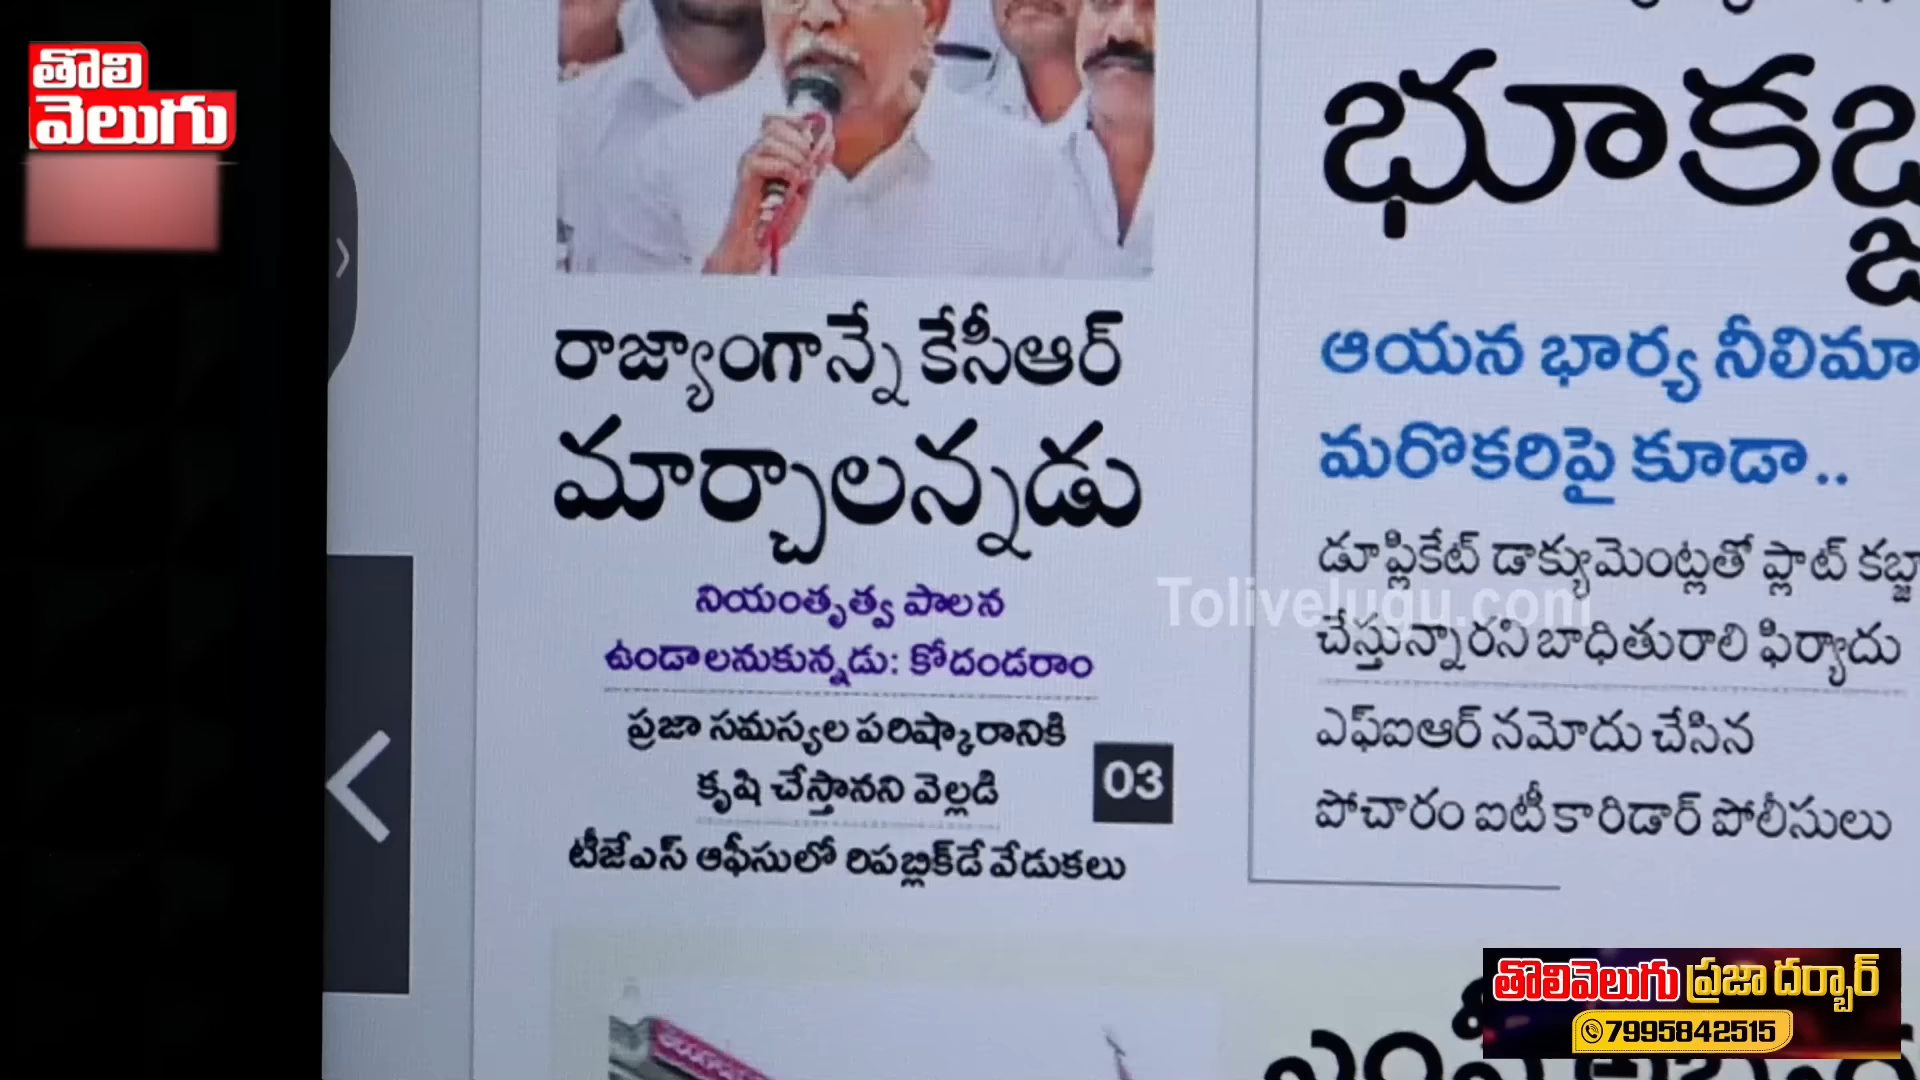 తొలి
వెలుగు
రాజ్యాంగాన్నే కేసీఆర్
మార్చాలన్నడు
నియంతృత్వ పాలన
ఉండాలనుకున్నడు: కోదండరాం
ప్రజా సమస్యల పరిష్కారానికి
కృషి చేస్తానని వెల్లడి
03
టీజేఎస్ ఆఫీసులో రిపబ్లిక్‌డే వేడుకలు
భూకబ్జ
ఆయన భార్య నీలిమా
మరొకరిపై కూడా..
డూప్లికేట్ డాక్యుమెంట్లతో ప్లాట్ కబ్జా
Tolivelugu.com
చేస్తున్నారని బాధితురాలి ఫిర్యాదు
ఎఫ్ఐఆర్ నమోదు చేసిన
పోచారం ఐటీ కారిడార్ పోలీసులు
తొలివెలుగు ప్రజా దర్బార్
7995842515